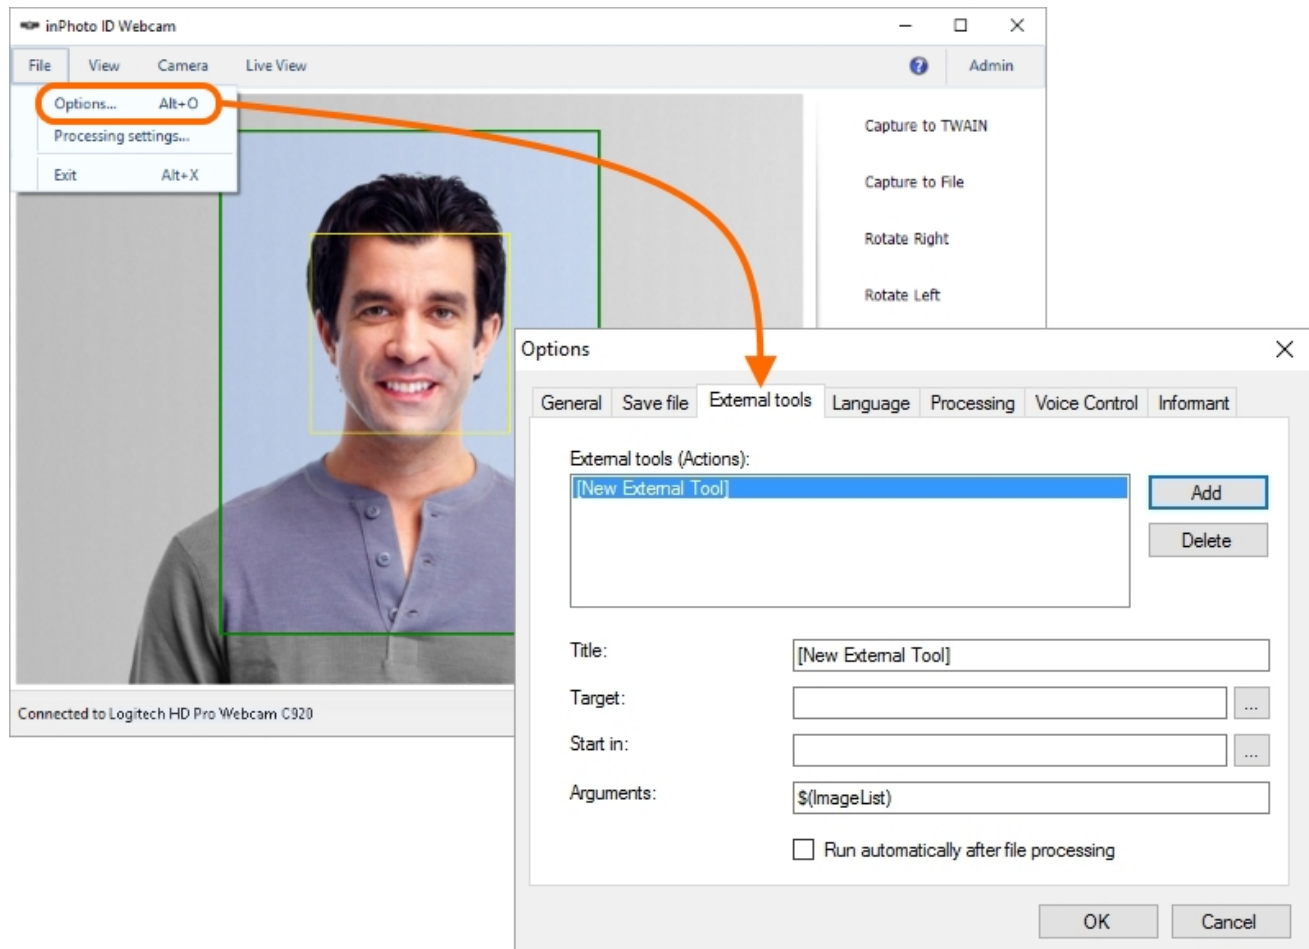 inPhoto ID Webcam
File View Camera Live View ? Admin
Options... Alt+O
Processing settings...
Exit Alt+X
Capture to TWAIN
Capture to File
Rotate Right
Rotate Left
Connected to Logitech HD Pro Webcam C920
Options
General Save file External tools Language Processing Voice Control Informant
External tools (Actions):
[New External Tool]
Add
Delete
Title: [New External Tool]
Target: ...
Start in: ...
Arguments: $(ImageList)
Run automatically after file processing
OK Cancel